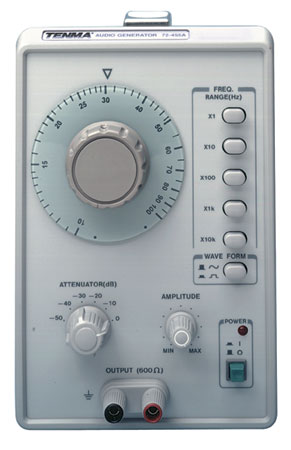 TENMA AUDIO GENERATOR 72-455A
FREQ.
RANGE(Hz)
X1
X10
X100
X1k
X10k
10
20
30
40
50
60
70
80
90
100
WAVE FORM
ATTENUATOR(dB)
-50
-40
-30
-20
-10
0
AMPLITUDE
MIN MAX
POWER
I
O
OUTPUT (600Ω)